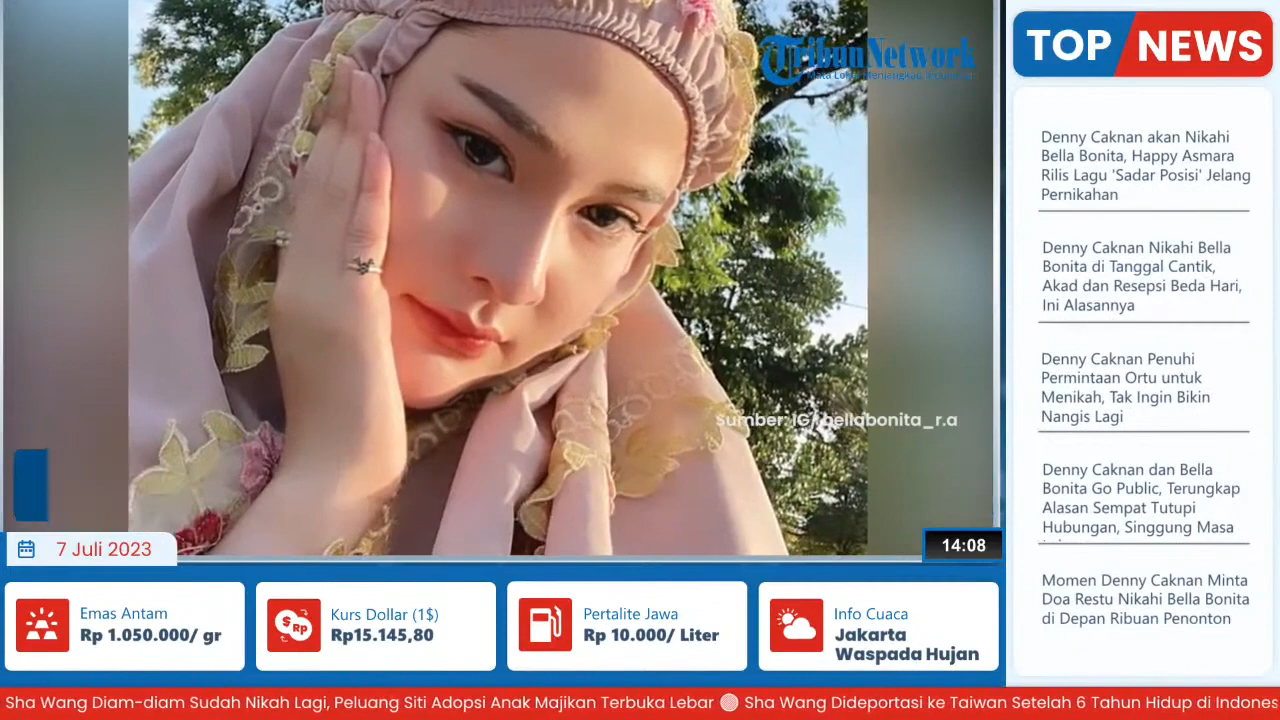 TribunNetwork
Mata Lokal Menjangkau Indonesia
TOP NEWS
Denny Caknan akan Nikahi
Bella Bonita, Happy Asmara
Rilis Lagu 'Sadar Posisi' Jelang
Pernikahan
Denny Caknan Nikahi Bella
Bonita di Tanggal Cantik,
Akad dan Resepsi Beda Hari,
Ini Alasannya
Denny Caknan Penuhi
Permintaan Ortu untuk
Menikah, Tak Ingin Bikin
Nangis Lagi
Denny Caknan dan Bella
Bonita Go Public, Terungkap
Alasan Sempat Tutupi
Hubungan, Singgung Masa
Momen Denny Caknan Minta
Doa Restu Nikahi Bella Bonita
di Depan Ribuan Penonton
Sumber: IG/bellabonita_r.a
7 Juli 2023
14:08
Emas Antam
Rp 1.050.000/ gr
Kurs Dollar (1$)
Rp15.145,80
Pertalite Jawa
Rp 10.000/ Liter
Info Cuaca
Jakarta
Waspada Hujan
Sha Wang Diam-diam Sudah Nikah Lagi, Peluang Siti Adopsi Anak Majikan Terbuka Lebar Sha Wang Dideportasi ke Taiwan Setelah 6 Tahun Hidup di Indones